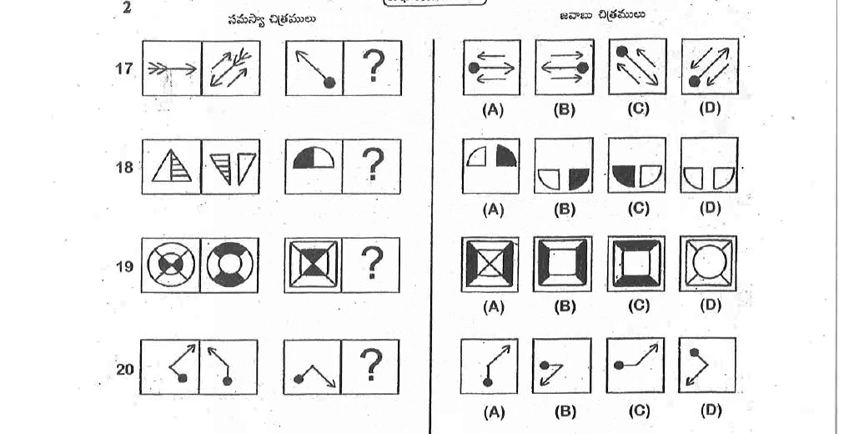 2
సమస్యా చిత్రములు
జవాబు చిత్రములు
17 ? (A) (B) (C) (D)
18 ? (A) (B) (C) (D)
19 ? (A) (B) (C) (D)
20 ? (A) (B) (C) (D)